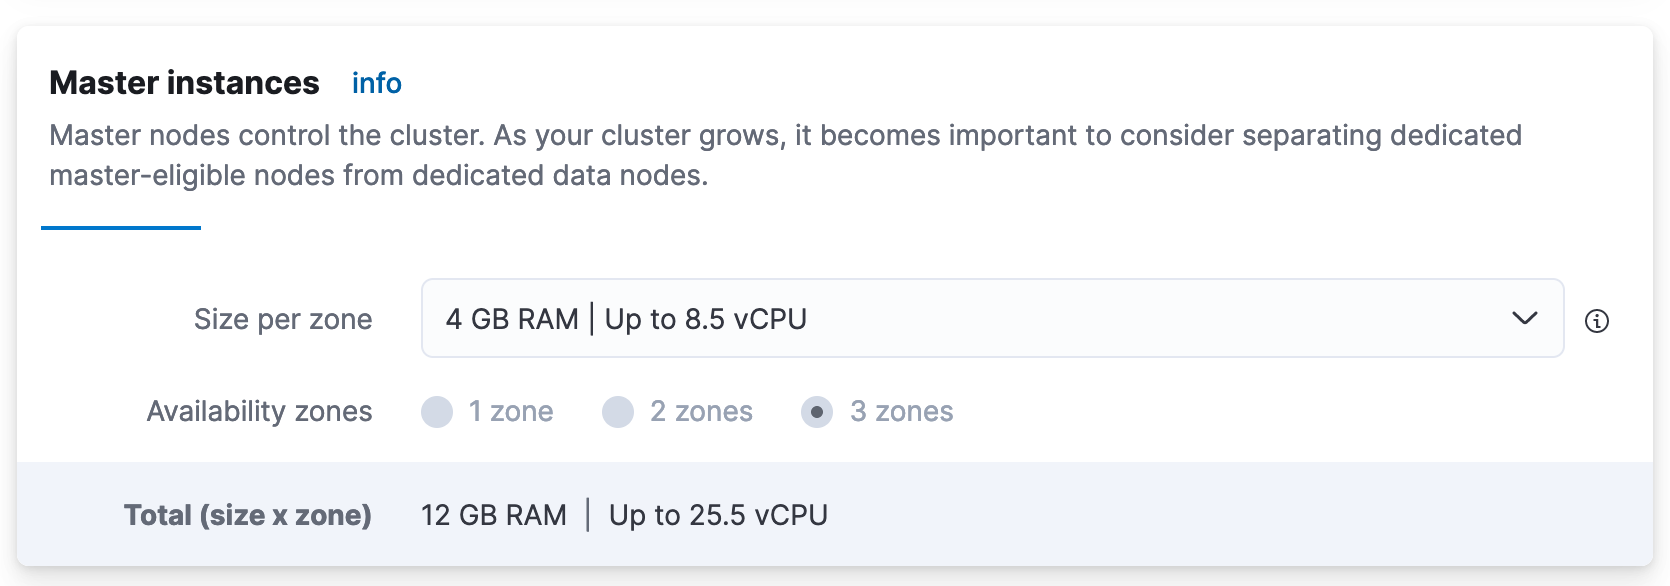 Master instances info
Master nodes control the cluster. As your cluster grows, it becomes important to consider separating dedicated
master-eligible nodes from dedicated data nodes.
Size per zone 4 GB RAM | Up to 8.5 vCPU
Availability zones 1 zone 2 zones 3 zones
Total (size x zone) 12 GB RAM | Up to 25.5 vCPU